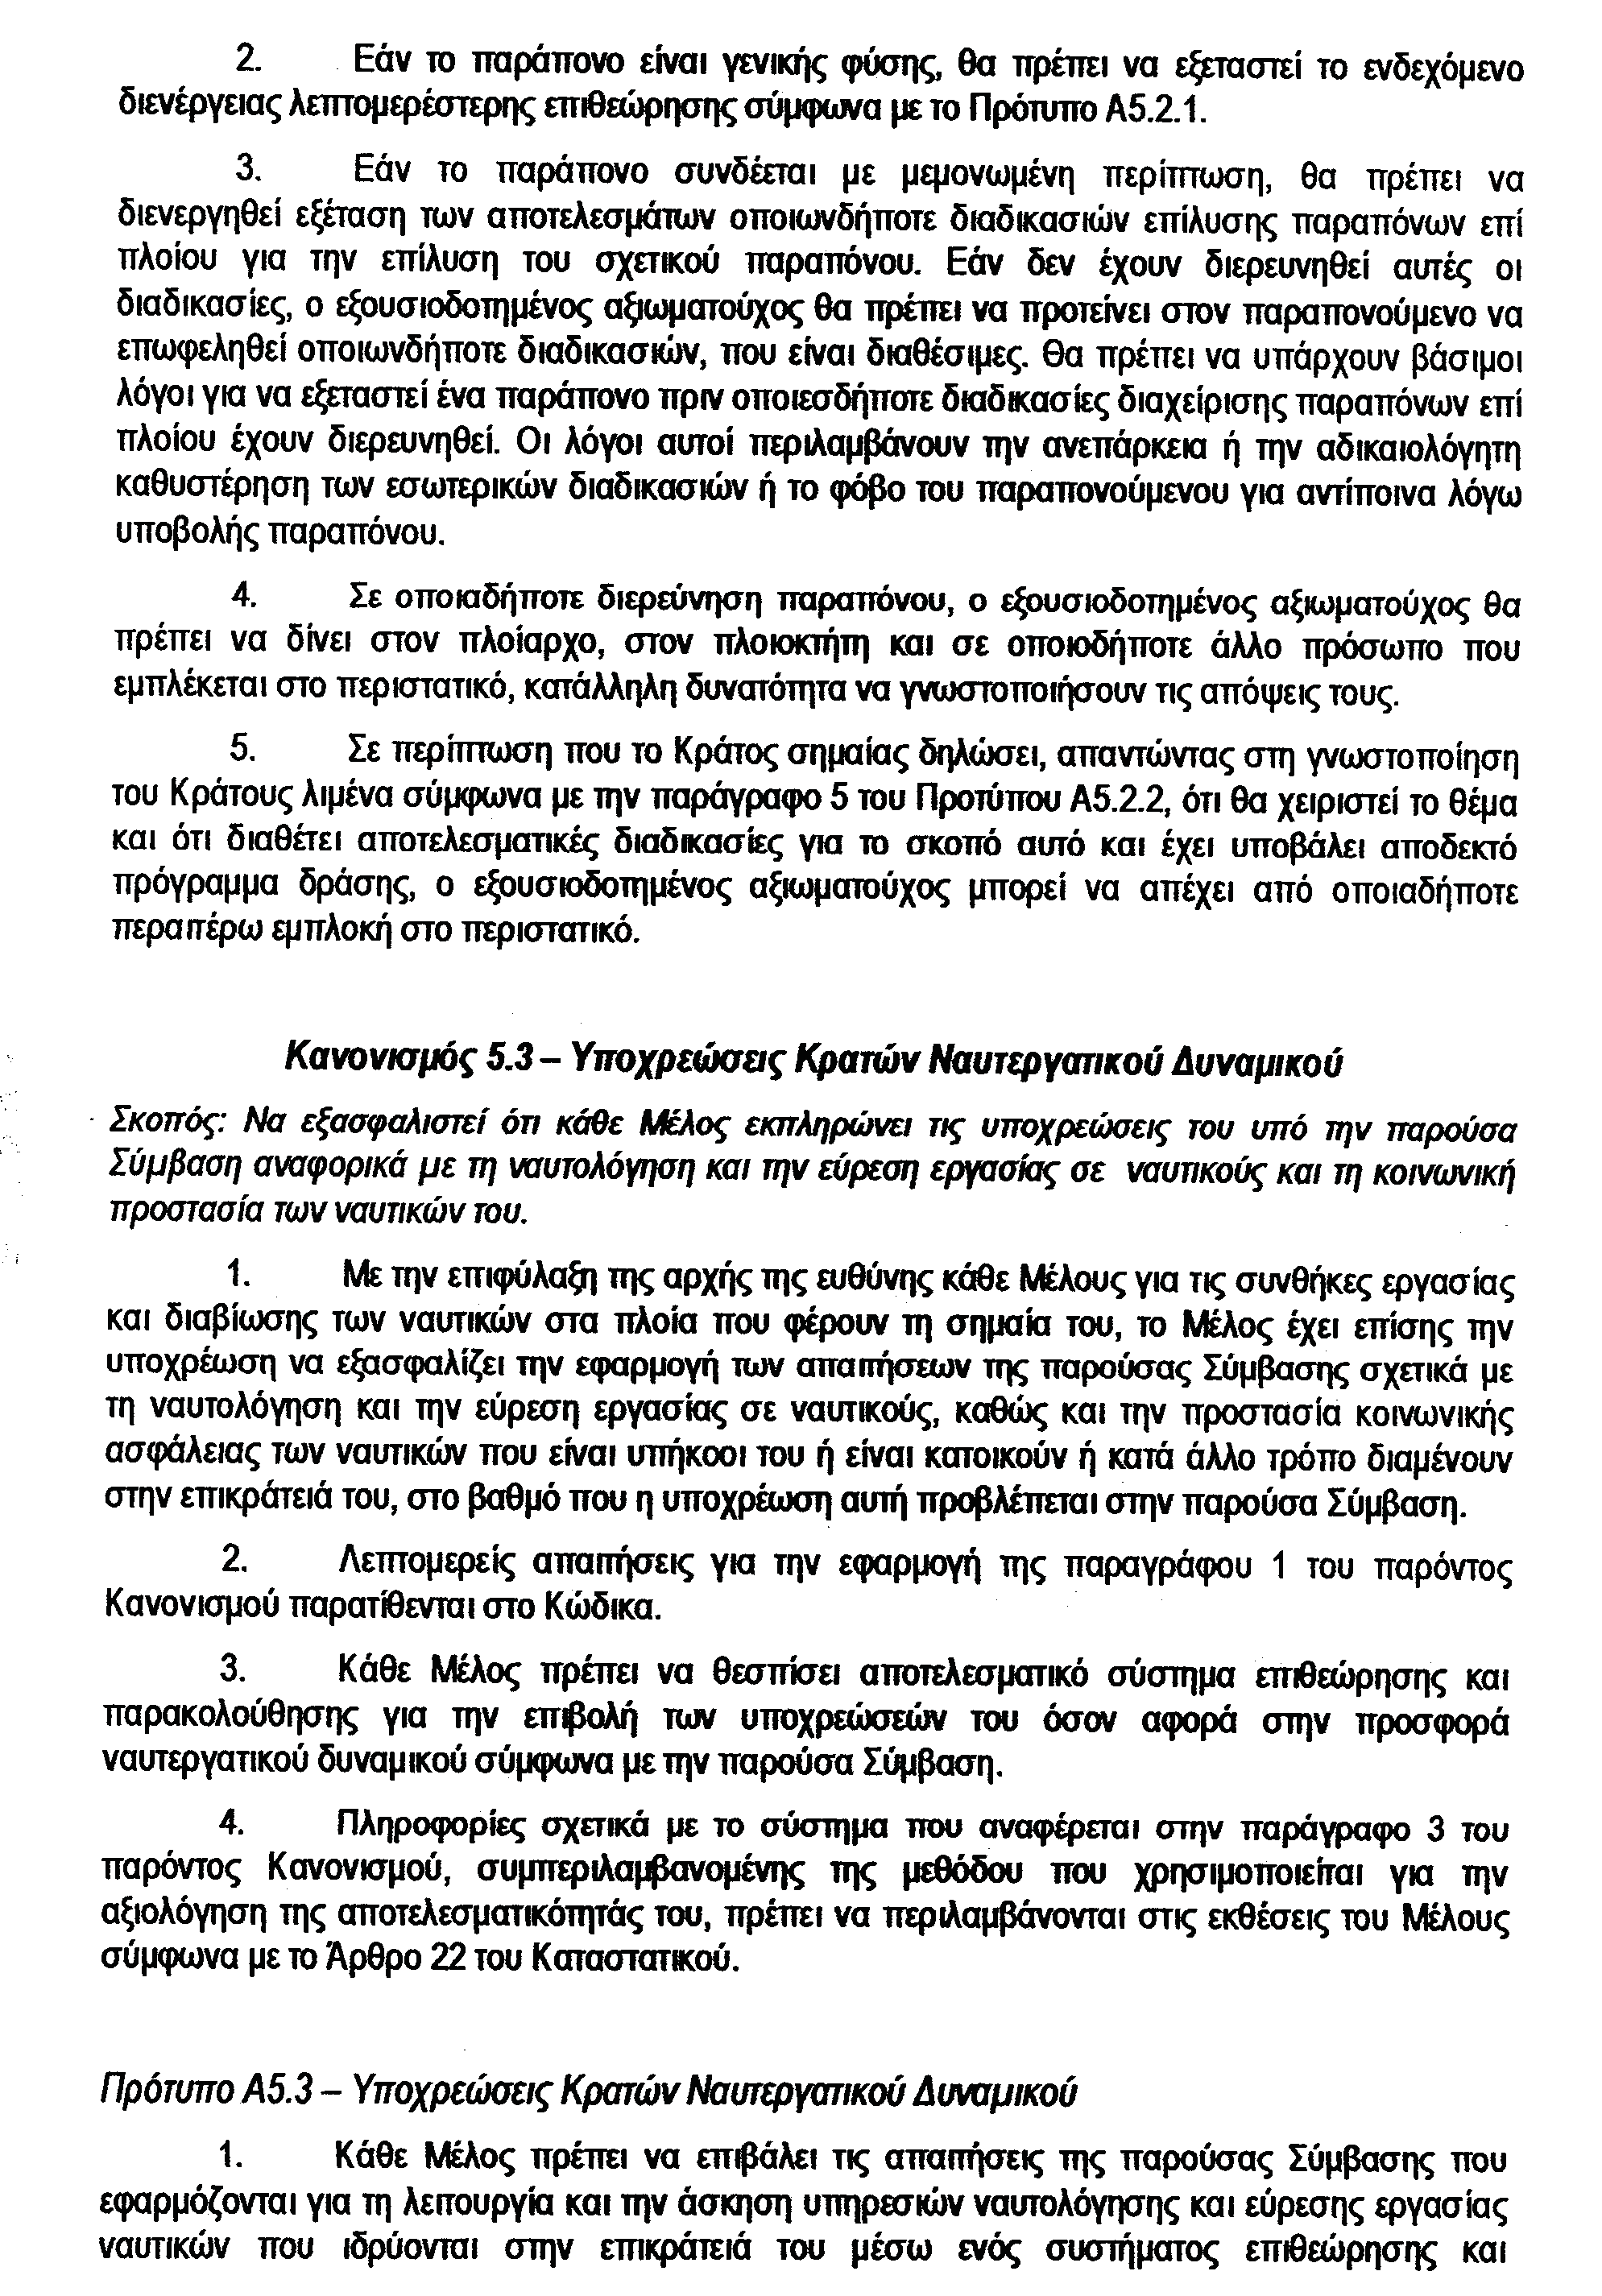 2. Εάν το παράπονο είναι γενικής φύσης, θα πρέπει να εξεταστεί το ενδεχόμενο
διενέργειας λεπτομερέστερης επιθεώρησης σύμφωνα με το Πρότυπο Α5.2.1.
3. Εάν το παράπονο συνδέεται με μεμονωμένη περίπτωση, θα πρέπει να
διενεργηθεί εξέταση των αποτελεσμάτων οποιωνδήποτε διαδικασιών επίλυσης παραπόνων επί
πλοίου για την επίλυση του σχετικού παραπόνου. Εάν δεν έχουν διερευνηθεί αυτές οι
διαδικασίες, ο εξουσιοδοτημένος αξιωματούχος θα πρέπει να προτείνει στον παραπονούμενο να
επωφεληθεί οποιωνδήποτε διαδικασιών, που είναι διαθέσιμες. Θα πρέπει να υπάρχουν βάσιμοι
λόγοι για να εξεταστεί ένα παράπονο πριν οποιεσδήποτε διαδικασίες διαχείρισης παραπόνων επί
πλοίου έχουν διερευνηθεί. Οι λόγοι αυτοί περιλαμβάνουν την ανεπάρκεια ή την αδικαιολόγητη
καθυστέρηση των εσωτερικών διαδικασιών ή το φόβο του παραπονούμενου για αντίποινα λόγω
υποβολής παραπόνου.
4. Σε οποιαδήποτε διερεύνηση παραπόνου, ο εξουσιοδοτημένος αξιωματούχος θα
πρέπει να δίνει στον πλοίαρχο, στον πλοιοκτήτη και σε οποιοδήποτε άλλο πρόσωπο που
εμπλέκεται στο περιστατικό, κατάλληλη δυνατότητα να γνωστοποιήσουν τις απόψεις τους.
5. Σε περίπτωση που το Κράτος σημαίας δηλώσει, απαντώντας στη γνωστοποίηση
του Κράτους λιμένα σύμφωνα με την παράγραφο 5 του Προτύπου Α5.2.2, ότι θα χειριστεί το θέμα
και ότι διαθέτει αποτελεσματικές διαδικασίες για το σκοπό αυτό και έχει υποβάλει αποδεκτό
πρόγραμμα δράσης, ο εξουσιοδοτημένος αξιωματούχος μπορεί να απέχει από οποιαδήποτε
περαιτέρω εμπλοκή στο περιστατικό.
Κανονισμός 5.3 – Υποχρεώσεις Κρατών Ναυτεργατικού Δυναμικού
Σκοπός: Να εξασφαλιστεί ότι κάθε Μέλος εκπληρώνει τις υποχρεώσεις του υπό την παρούσα
Σύμβαση αναφορικά με τη ναυτολόγηση και την εύρεση εργασίας σε ναυτικούς και τη κοινωνική
προστασία των ναυτικών του.
1. Με την επιφύλαξη της αρχής της ευθύνης κάθε Μέλους για τις συνθήκες εργασίας
και διαβίωσης των ναυτικών στα πλοία που φέρουν τη σημαία του, το Μέλος έχει επίσης την
υποχρέωση να εξασφαλίζει την εφαρμογή των απαιτήσεων της παρούσας Σύμβασης σχετικά με
τη ναυτολόγηση και την εύρεση εργασίας σε ναυτικούς, καθώς και την προστασία κοινωνικής
ασφάλειας των ναυτικών που είναι υπήκοοι του ή είναι κατοικούν ή κατά άλλο τρόπο διαμένουν
στην επικράτειά του, στο βαθμό που η υποχρέωση αυτή προβλέπεται στην παρούσα Σύμβαση.
2. Λεπτομερείς απαιτήσεις για την εφαρμογή της παραγράφου 1 του παρόντος
Κανονισμού παρατίθενται στο Κώδικα.
3. Κάθε Μέλος πρέπει να θεσπίσει αποτελεσματικό σύστημα επιθεώρησης και
παρακολούθησης για την επιβολή των υποχρεώσεών του όσον αφορά στην προσφορά
ναυτεργατικού δυναμικού σύμφωνα με την παρούσα Σύμβαση.
4. Πληροφορίες σχετικά με το σύστημα που αναφέρεται στην παράγραφο 3 του
παρόντος Κανονισμού, συμπεριλαμβανομένης της μεθόδου που χρησιμοποιείται για την
αξιολόγηση της αποτελεσματικότητάς του, πρέπει να περιλαμβάνονται στις εκθέσεις του Μέλους
σύμφωνα με το Άρθρο 22 του Καταστατικού.
Πρότυπο Α5.3 – Υποχρεώσεις Κρατών Ναυτεργατικού Δυναμικού
1. Κάθε Μέλος πρέπει να επιβάλει τις απαιτήσεις της παρούσας Σύμβασης που
εφαρμόζονται για τη λειτουργία και την άσκηση υπηρεσιών ναυτολόγησης και εύρεσης εργασίας
ναυτικών που ιδρύονται στην επικράτειά του μέσω ενός συστήματος επιθεώρησης και